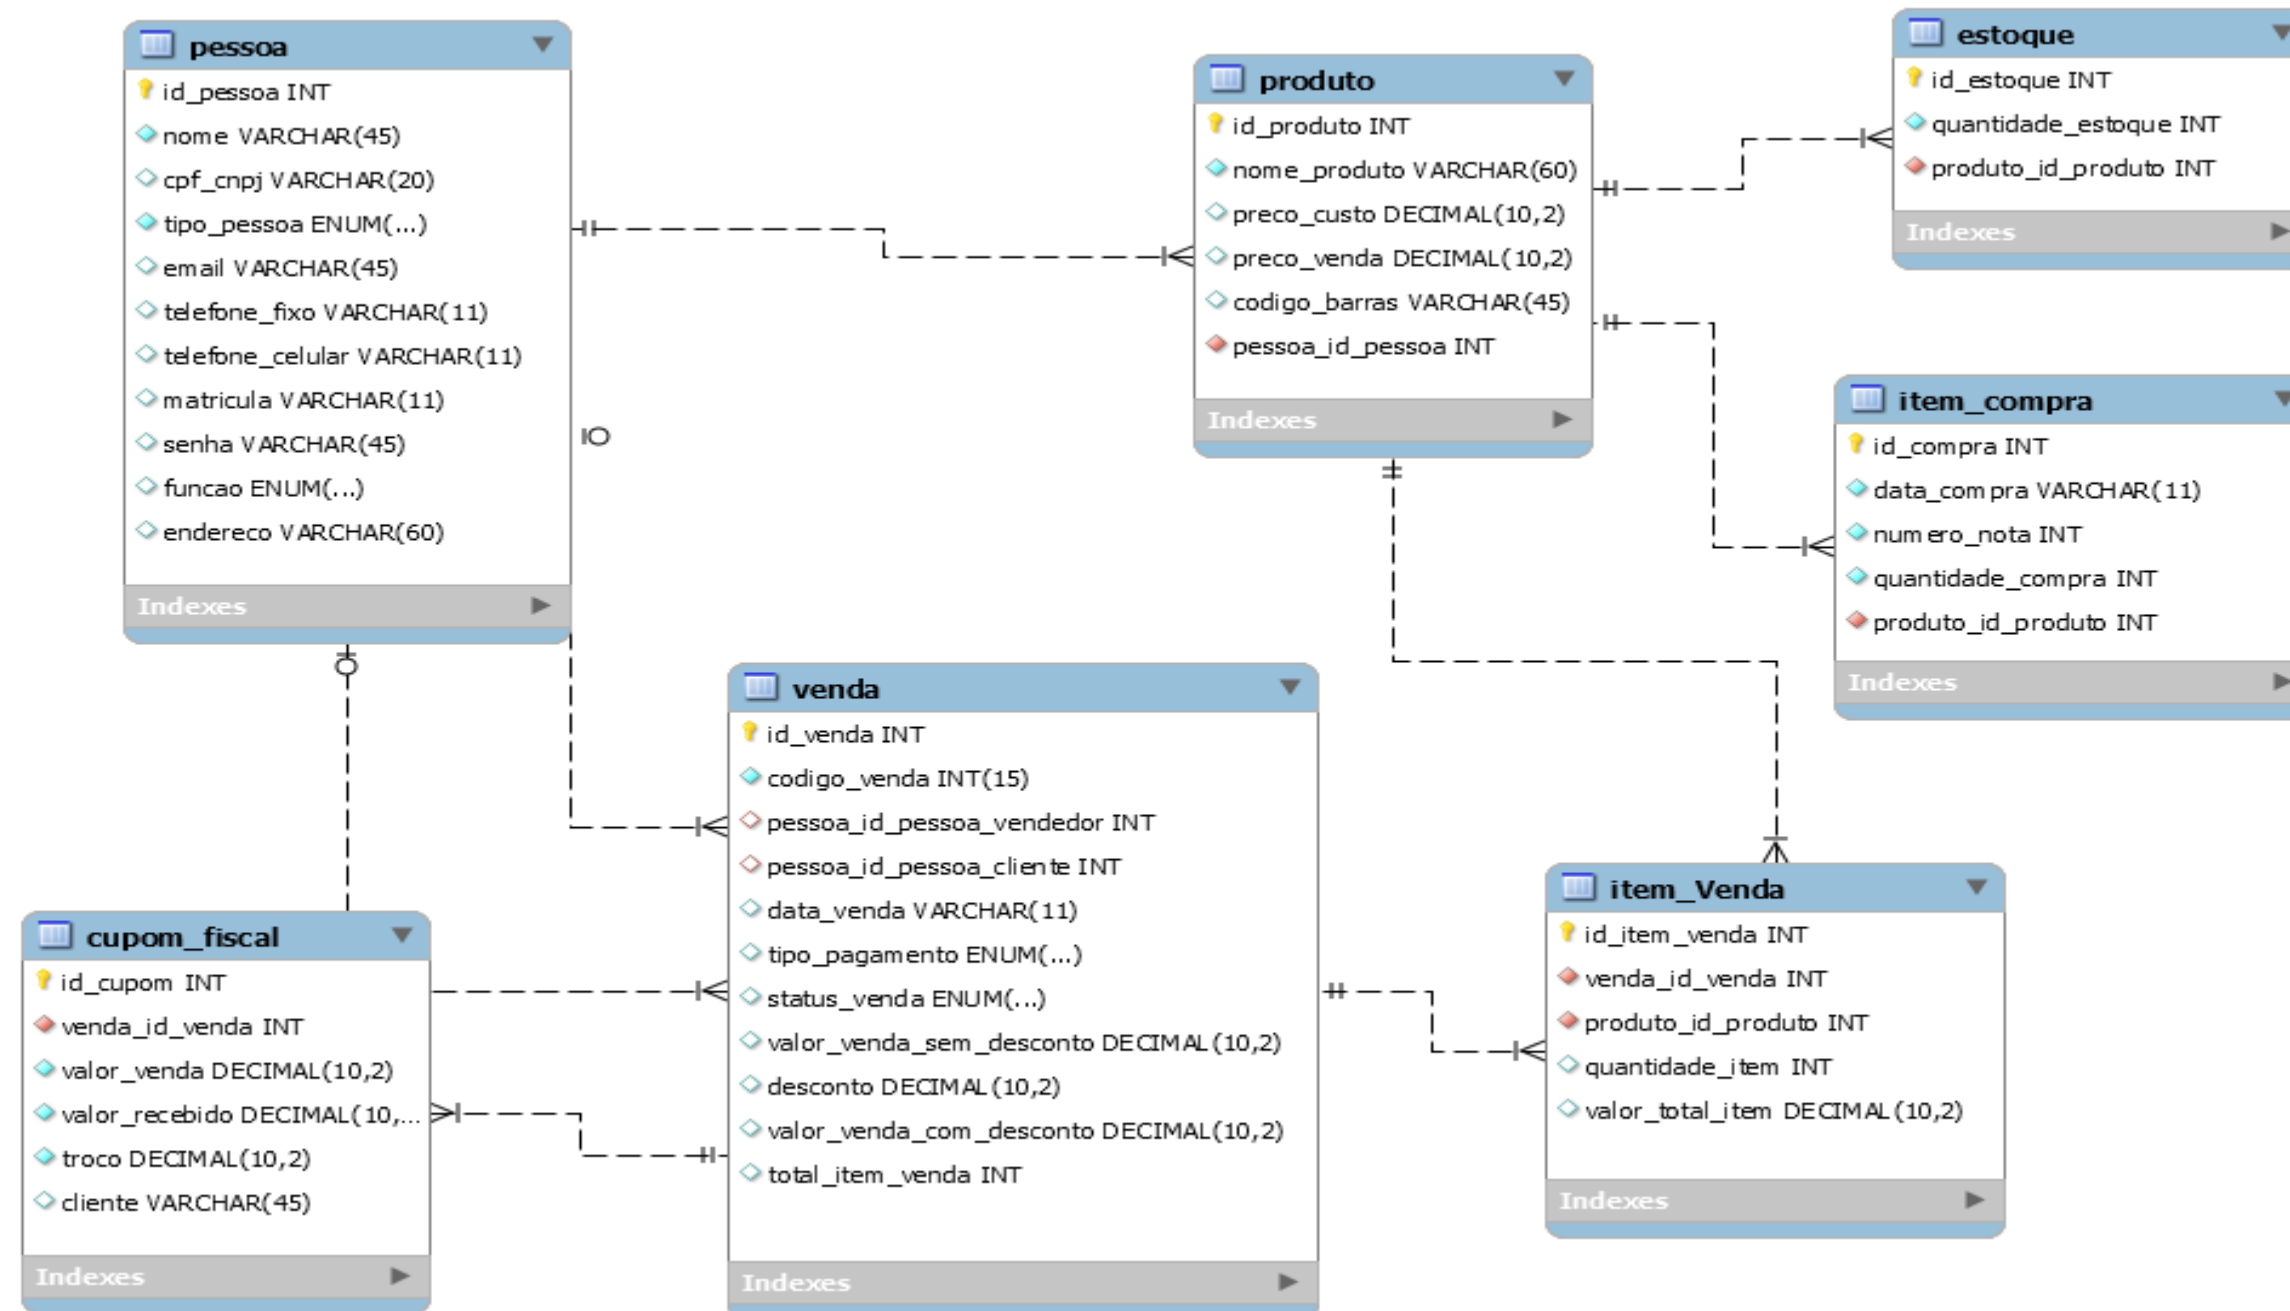 pessoa
id_pessoa INT
nome VARCHAR(45)
cpf_cnpj VARCHAR(20)
tipo_pessoa ENUM(...)
email VARCHAR(45)
telefone_fixo VARCHAR(11)
telefone_celular VARCHAR(11)
matricula VARCHAR(11)
senha VARCHAR(45)
funcao ENUM(...)
endereco VARCHAR(60)
Indexes
produto
id_produto INT
nome_produto VARCHAR(60)
preco_custo DECIMAL(10,2)
preco_venda DECIMAL(10,2)
codigo_barras VARCHAR(45)
pessoa_id_pessoa INT
Indexes
estoque
id_estoque INT
quantidade_estoque INT
produto_id_produto INT
Indexes
item_compra
id_compra INT
data_compra VARCHAR(11)
numero_nota INT
quantidade_compra INT
produto_id_produto INT
Indexes
venda
id_venda INT
codigo_venda INT(15)
pessoa_id_pessoa_vendedor INT
pessoa_id_pessoa_cliente INT
data_venda VARCHAR(11)
tipo_pagamento ENUM(...)
status_venda ENUM(...)
valor_venda_sem_desconto DECIMAL(10,2)
desconto DECIMAL(10,2)
valor_venda_com_desconto DECIMAL(10,2)
total_item_venda INT
Indexes
cupom_fiscal
id_cupom INT
venda_id_venda INT
valor_venda DECIMAL(10,2)
valor_recebido DECIMAL(10,...
troco DECIMAL(10,2)
cliente VARCHAR(45)
Indexes
item_Venda
id_item_venda INT
venda_id_venda INT
produto_id_produto INT
quantidade_item INT
valor_total_item DECIMAL(10,2)
Indexes